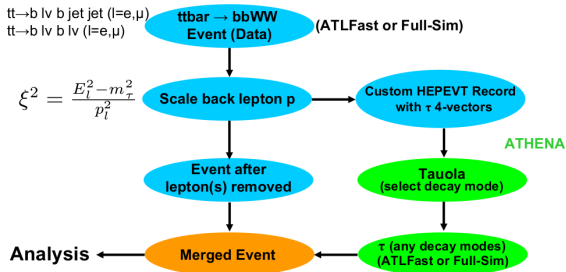 tt→b lν b jet jet (l=e,μ)
tt→b lν b lν (l=e,μ)
ttbar → bbWW
Event (Data)
(ATLFast or Full-Sim)
ξ² = (E_l² − m_τ²) / p_l²
Scale back lepton p
Custom HEPEVT Record
with τ 4-vectors
ATHENA
Event after
lepton(s) removed
Tauola
(select decay mode)
Analysis
Merged Event
τ (any decay modes)
(ATLFast or Full-Sim)